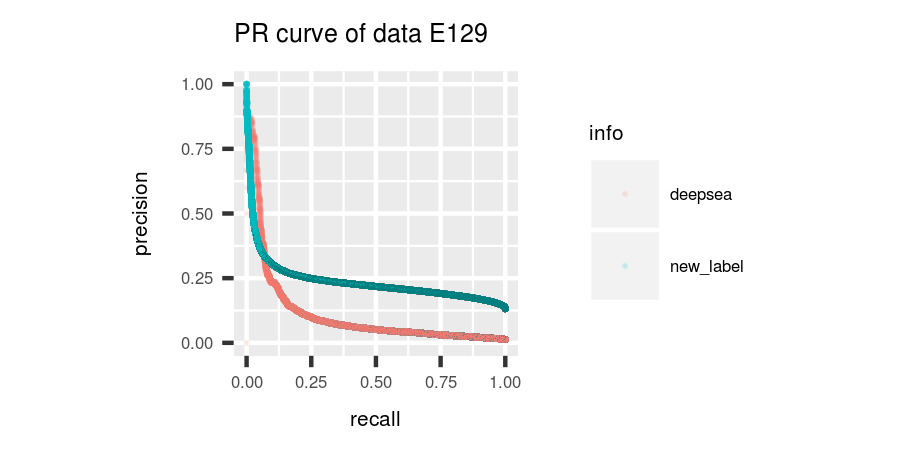 PR curve of data E129
precision
1.00
0.75
0.50
0.25
0.00
0.00 0.25 0.50 0.75 1.00
recall
info
deepsea
new_label